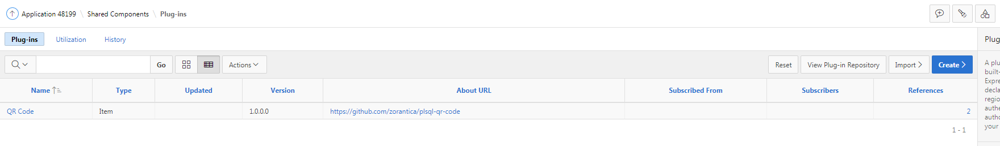 Application 48199 \ Shared Components \ Plug-ins
Plug-ins Utilization History
Plug
Go Actions Reset View Plug-in Repository Import Create
A plu
built-
Expre
decla
regio
authe
autho
your
Name Type Updated Version About URL Subscribed From Subscribers References
QR Code Item 1.0.0.0 https://github.com/zorantica/plsql-qr-code 2
1 - 1